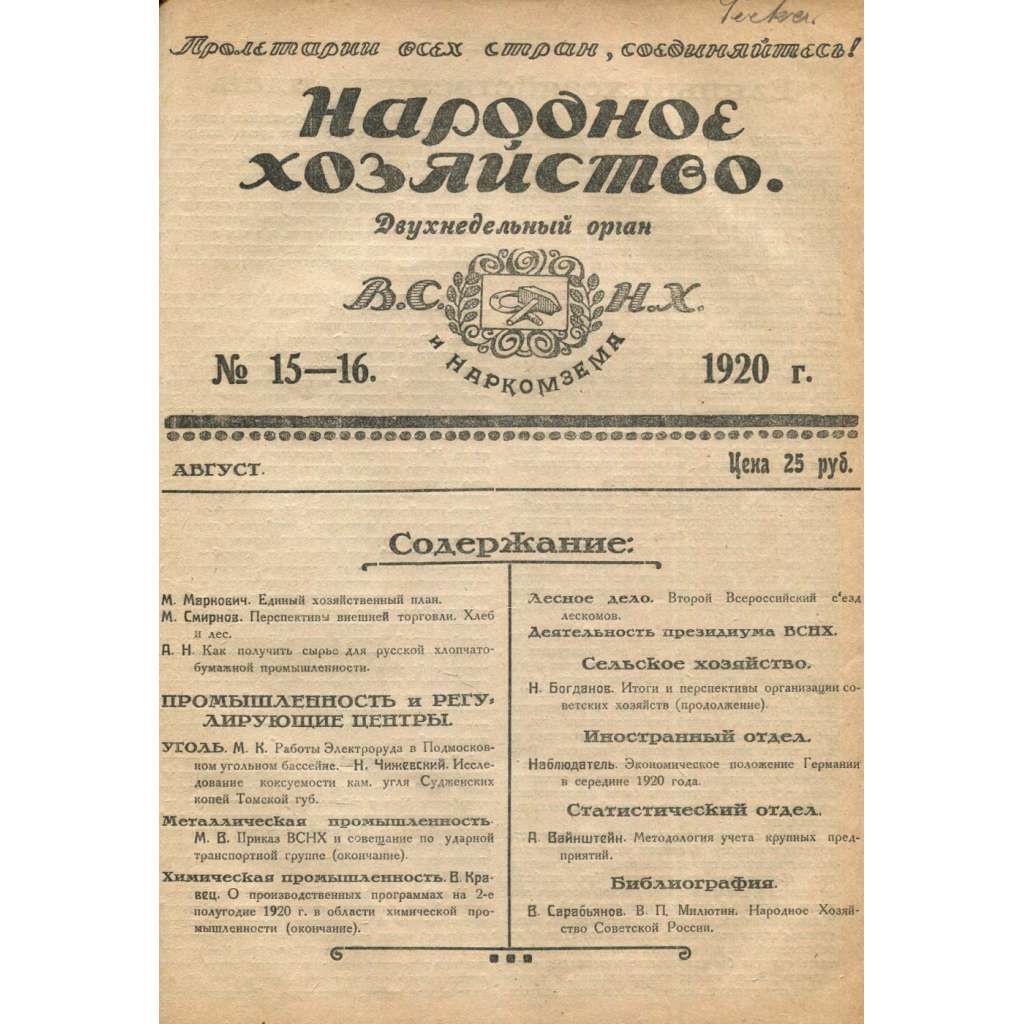 Пролетарии всех стран, соединяйтесь!
Народное
хозяйство.
Двухнедельный орган
В.С. Н.Х.
и НАРКОМЗЕМА
№ 15—16. 1920 г.
АВГУСТ. Цена 25 руб.
Содержание:
М. Маркович. Единый хозяйственный план.
М. Смирнов. Перспективы внешней торговли. Хлеб
и лес.
А. Н. Как получить сырье для русской хлопчато-
бумажной промышленности.
ПРОМЫШЛЕННОСТЬ и РЕГУ-
ЛИРУЮЩИЕ ЦЕНТРЫ.
УГОЛЬ. М. К. Работы Электроруда в Подмосков-
ном угольном бассейне.—Н. Чижевский. Иссле-
дование коксуемости кам. угля Судженских
копей Томской губ.
Металлическая промышленность.
М. В. Приказ ВСНХ и совещание по ударной
транспортной группе (окончание).
Химическая промышленность. В. Кра-
вец. О производственных программах на 2-е
полугодие 1920 г. в области химической про-
мышленности (окончание).
Лесное дело. Второй Всероссийский с'езд
лескомов.
Деятельность президиума ВСНХ.
Сельское хозяйство.
Н. Богданов. Итоги и перспективы организации со-
ветских хозяйств (продолжение).
Иностранный отдел.
Наблюдатель. Экономическое положение Германии
в середине 1920 года.
Статистический отдел.
А. Вайнштейн. Методология учета крупных пред-
приятий.
Библиография.
В. Сарабьянов. В. П. Милютин. Народное Хозяй-
ство Советской России.